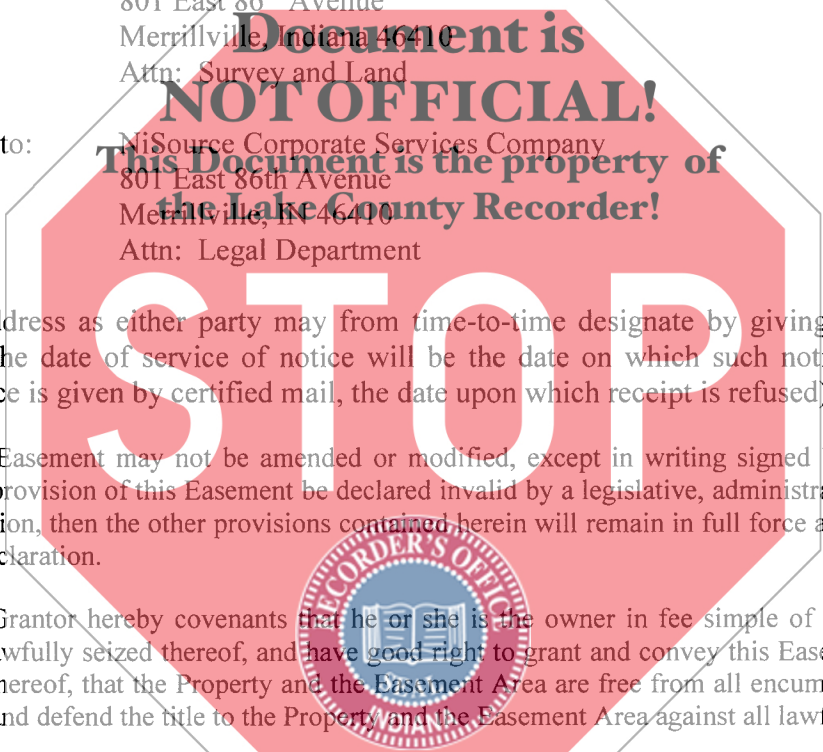 801 East 86 Avenue
Merrillville, Indiana 46410
Document is
Attn: Survey and Land
NOT OFFICIAL!
to: NiSource Corporate Services Company
This Document is the property of
801 East 86th Avenue
the Lake County Recorder!
Merrillville, IN 46410
Attn: Legal Department
STOP
ddress as either party may from time-to-time designate by giving
he date of service of notice will be the date on which such noti
ce is given by certified mail, the date upon which receipt is refused)
Easement may not be amended or modified, except in writing signed
provision of this Easement be declared invalid by a legislative, administra
ion, then the other provisions contained herein will remain in full force a
claration.
RECORDER'S OFFIC
Grantor hereby covenants that he or she is the owner in fee simple of
wfully seized thereof, and have good right to grant and convey this Ease
hereof, that the Property and the Easement Area are free from all encum
nd defend the title to the Property and the Easement Area against all lawf
INDIANA